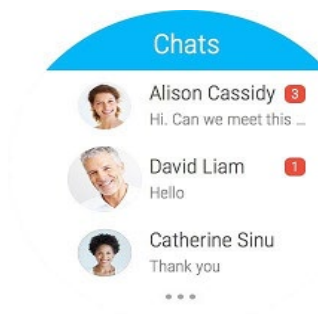 Chats
Alison Cassidy 3
Hi. Can we meet this ...
David Liam 1
Hello
Catherine Sinu
Thank you